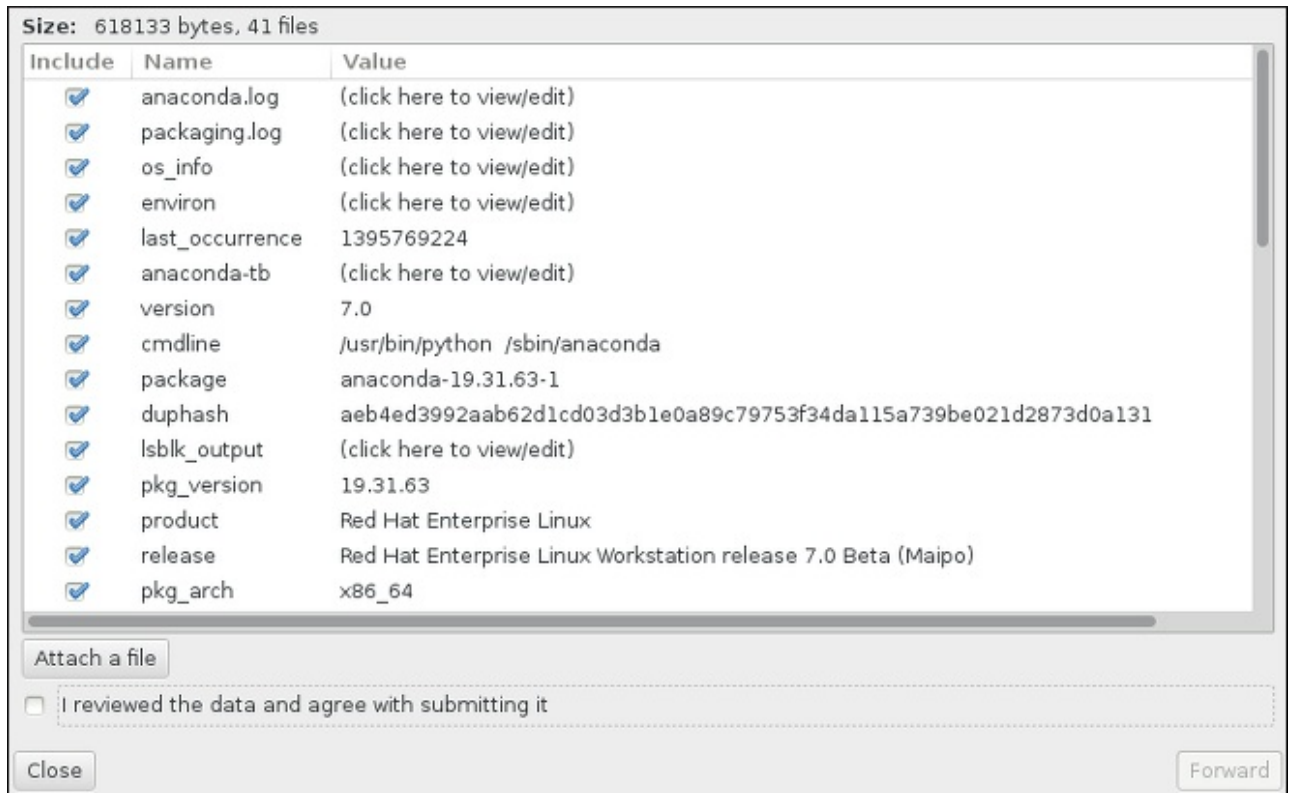 Size: 618133 bytes, 41 files
Include Name Value
anaconda.log (click here to view/edit)
packaging.log (click here to view/edit)
os_info (click here to view/edit)
environ (click here to view/edit)
last_occurrence 1395769224
anaconda-tb (click here to view/edit)
version 7.0
cmdline /usr/bin/python /sbin/anaconda
package anaconda-19.31.63-1
duphash aeb4ed3992aab62d1cd03d3b1e0a89c79753f34da115a739be021d2873d0a131
lsblk_output (click here to view/edit)
pkg_version 19.31.63
product Red Hat Enterprise Linux
release Red Hat Enterprise Linux Workstation release 7.0 Beta (Maipo)
pkg_arch x86_64
Attach a file
I reviewed the data and agree with submitting it
Close Forward